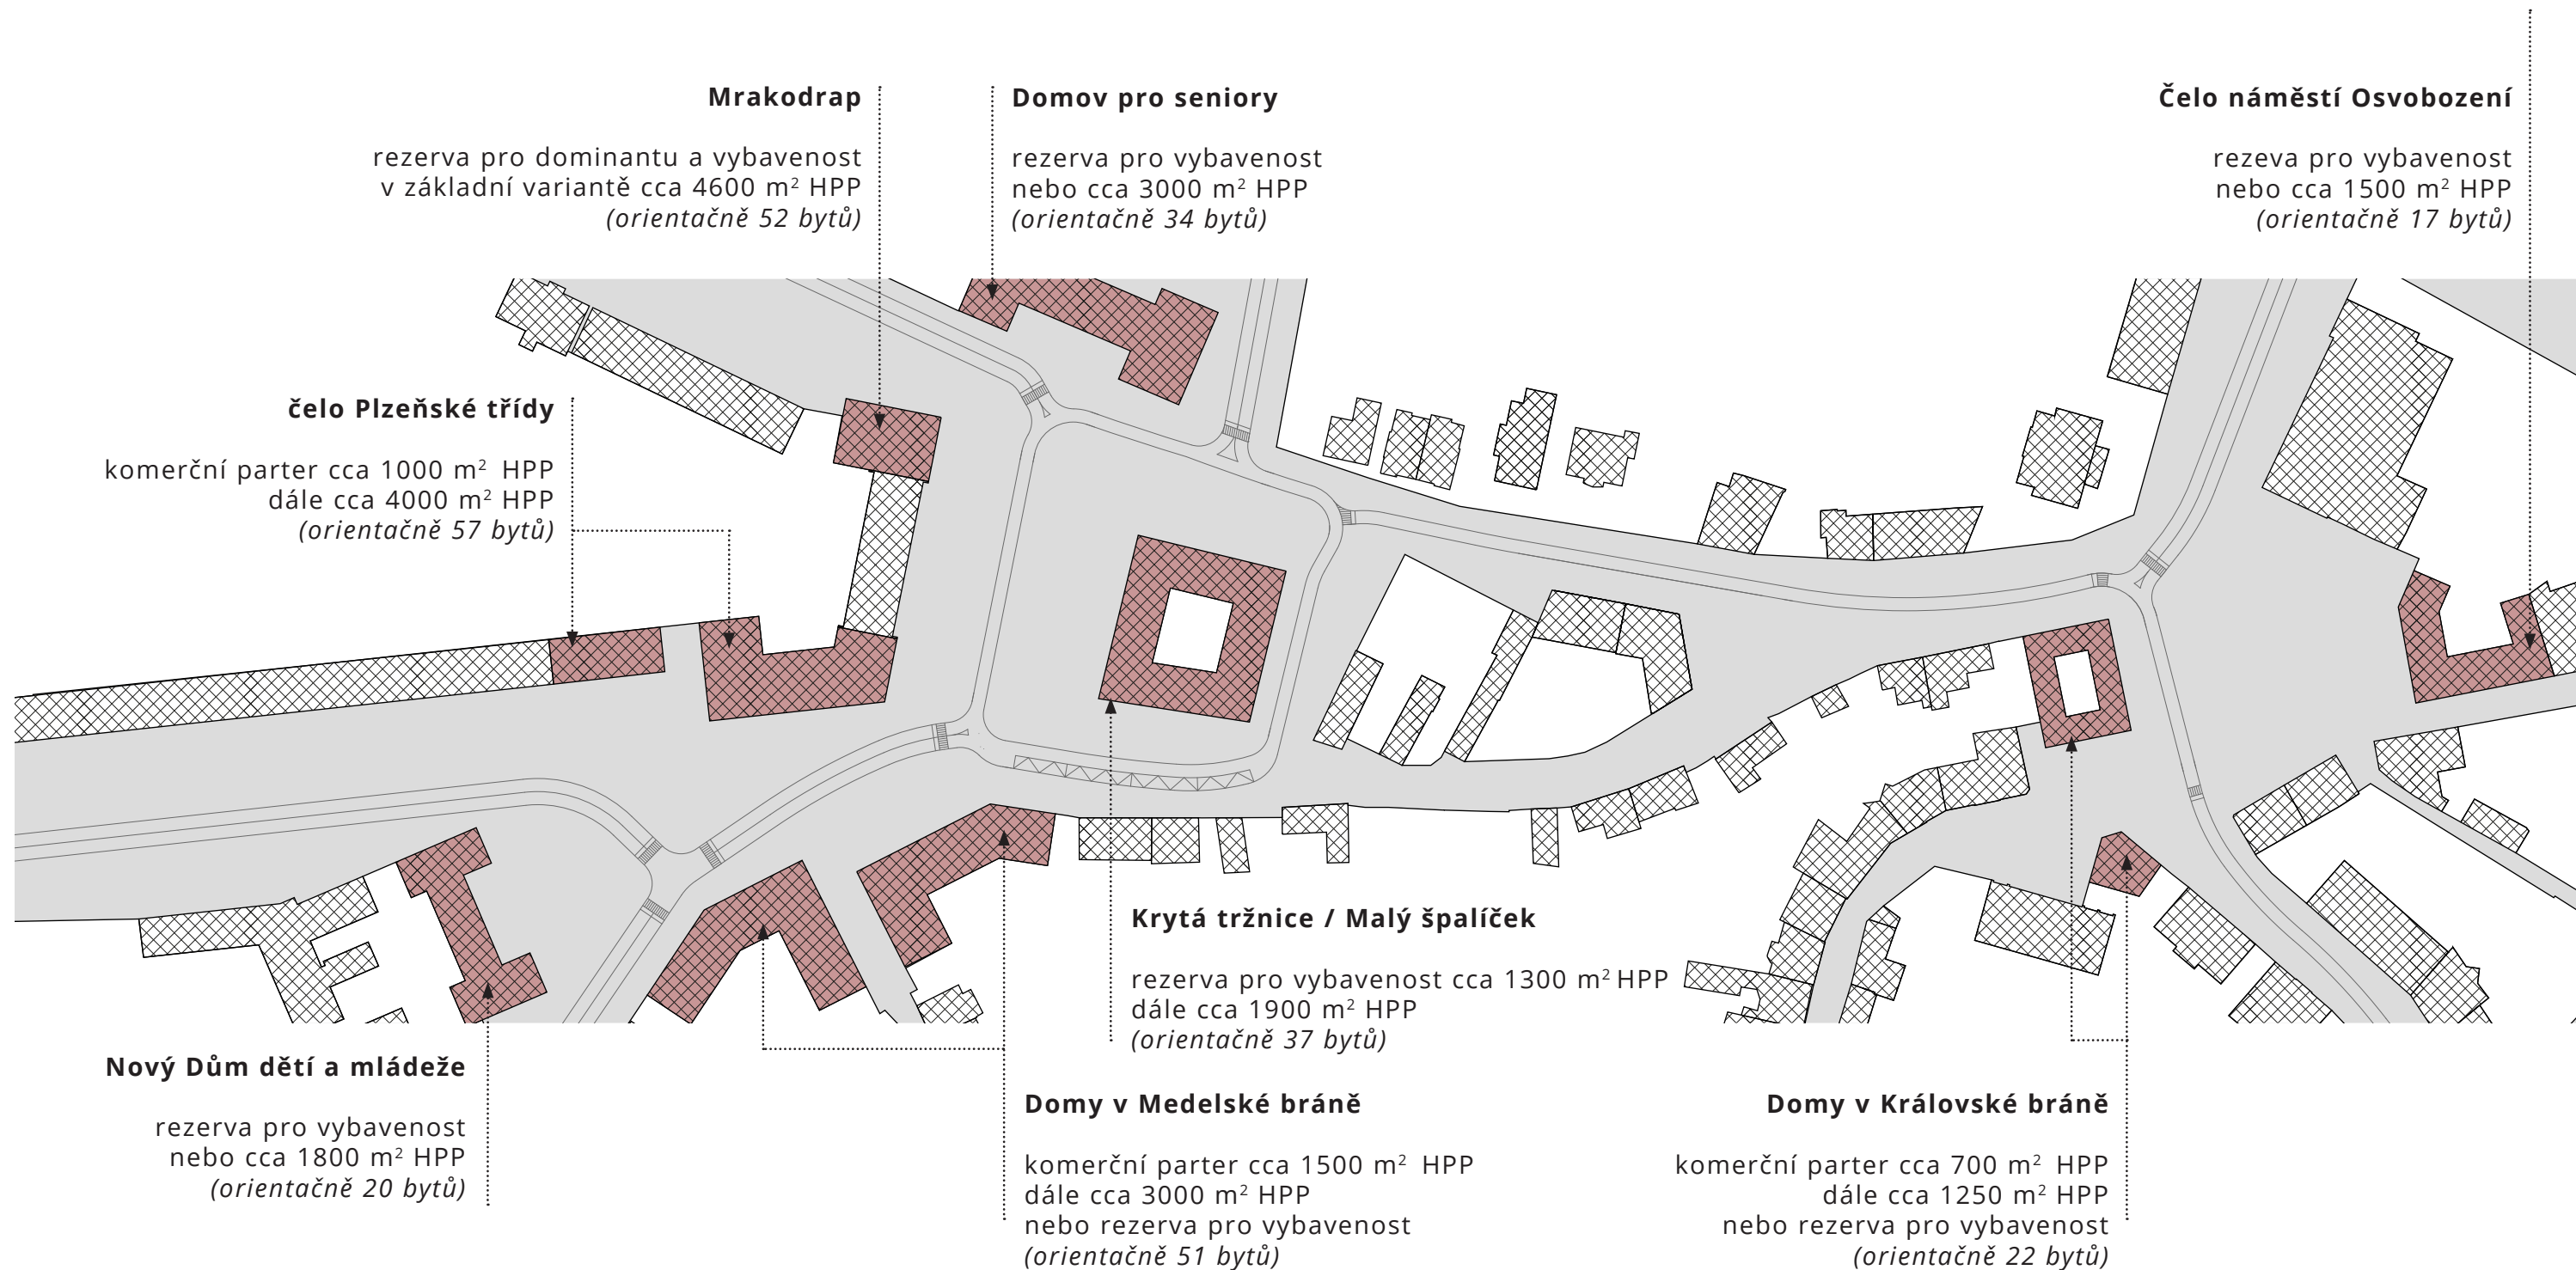 Mrakodrap
rezerva pro dominantu a vybavenost
v základní variantě cca 4600 m² HPP
(orientačně 52 bytů)
Domov pro seniory
rezerva pro vybavenost
nebo cca 3000 m² HPP
(orientačně 34 bytů)
Čelo náměstí Osvobození
rezeva pro vybavenost
nebo cca 1500 m² HPP
(orientačně 17 bytů)
čelo Plzeňské třídy
komerční parter cca 1000 m² HPP
dále cca 4000 m² HPP
(orientačně 57 bytů)
Krytá tržnice / Malý špalíček
rezerva pro vybavenost cca 1300 m² HPP
dále cca 1900 m² HPP
(orientačně 37 bytů)
Nový Dům dětí a mládeže
rezerva pro vybavenost
nebo cca 1800 m² HPP
(orientačně 20 bytů)
Domy v Medelské bráně
komerční parter cca 1500 m² HPP
dále cca 3000 m² HPP
nebo rezerva pro vybavenost
(orientačně 51 bytů)
Domy v Královské bráně
komerční parter cca 700 m² HPP
dále cca 1250 m² HPP
nebo rezerva pro vybavenost
(orientačně 22 bytů)